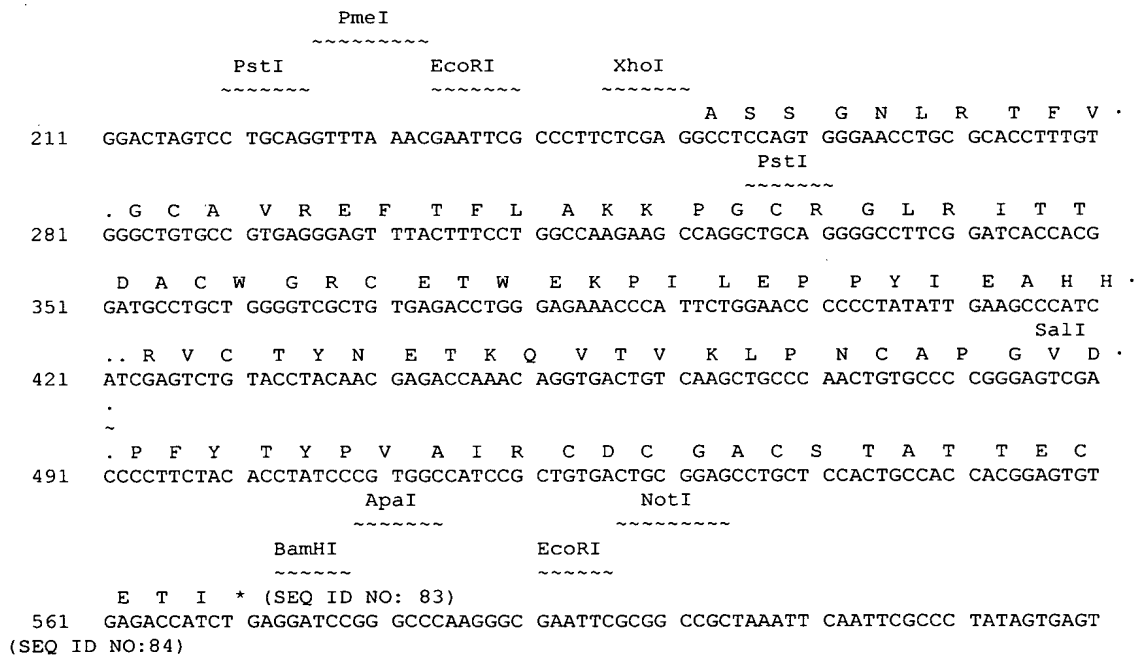 PmeI
~~~~~~~~~
PstI EcoRI XhoI
~~~~~~~ ~~~~~~~ ~~~~~~~
A S S G N L R T F V ·
211 GGACTAGTCC TGCAGGTTTA AACGAATTCG CCCTTCTCGA GGCCTCCAGT GGGAACCTGC GCACCTTTGT
PstI
~~~~~~~
. G C A V R E F T F L A K K P G C R G L R I T T
281 GGGCTGTGCC GTGAGGGAGT TTACTTTCCT GGCCAAGAAG CCAGGCTGCA GGGGCCTTCG GATCACCACG
D A C W G R C E T W E K P I L E P P Y I E A H H ·
351 GATGCCTGCT GGGGTCGCTG TGAGACCTGG GAGAAACCCA TTCTGGAACC CCCCTATATT GAAGCCCATC
SalI
.. R V C T Y N E T K Q V T V K L P N C A P G V D ·
421 ATCGAGTCTG TACCTACAAC GAGACCAAAC AGGTGACTGT CAAGCTGCCC AACTGTGCCC CGGGAGTCGA
·
~
. P F Y T Y P V A I R C D C G A C S T A T T E C
491 CCCCTTCTAC ACCTATCCCG TGGCCATCCG CTGTGACTGC GGAGCCTGCT CCACTGCCAC CACGGAGTGT
ApaI NotI
~~~~~~~ ~~~~~~~~~
BamHI EcoRI
~~~~~~ ~~~~~~
E T I * (SEQ ID NO: 83)
561 GAGACCATCT GAGGATCCGG GCCCAAGGGC GAATTCGCGG CCGCTAAATT CAATTCGCCC TATAGTGAGT
(SEQ ID NO:84)